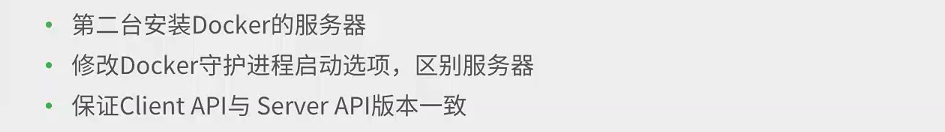 • 第二台安装Docker的服务器
• 修改Docker守护进程启动选项，区别服务器
• 保证Client API与 Server API版本一致